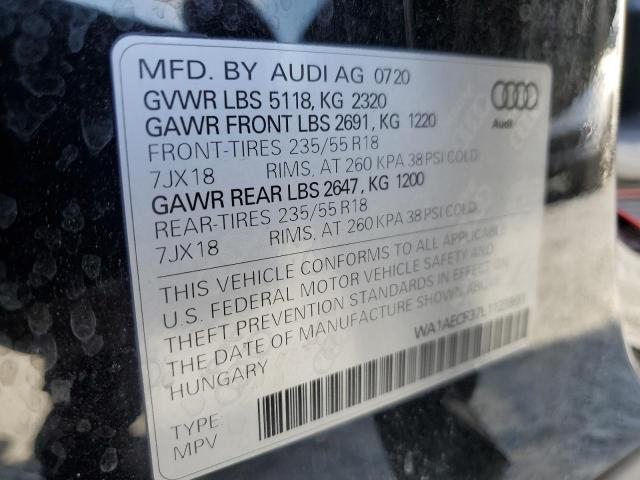 MFD. BY AUDI AG 0720
GVWR LBS 5118, KG 2320
GAWR FRONT LBS 2691, KG 1220
FRONT-TIRES 235/55 R18
7JX18 RIMS, AT 260 KPA 38 PSI COLD
GAWR REAR LBS 2647, KG 1200
REAR-TIRES 235/55 R18
7JX18 RIMS, AT 260 KPA 38 PSI COLD
Audi
THIS VEHICLE CONFORMS TO ALL APPLICABLE
U.S. FEDERAL MOTOR VEHICLE SAFETY AND
THEFT PREVENTION STANDARDS IN EFFECT ON
THE DATE OF MANUFACTURE SHOWN ABOVE
HUNGARY
TYPE:
MPV